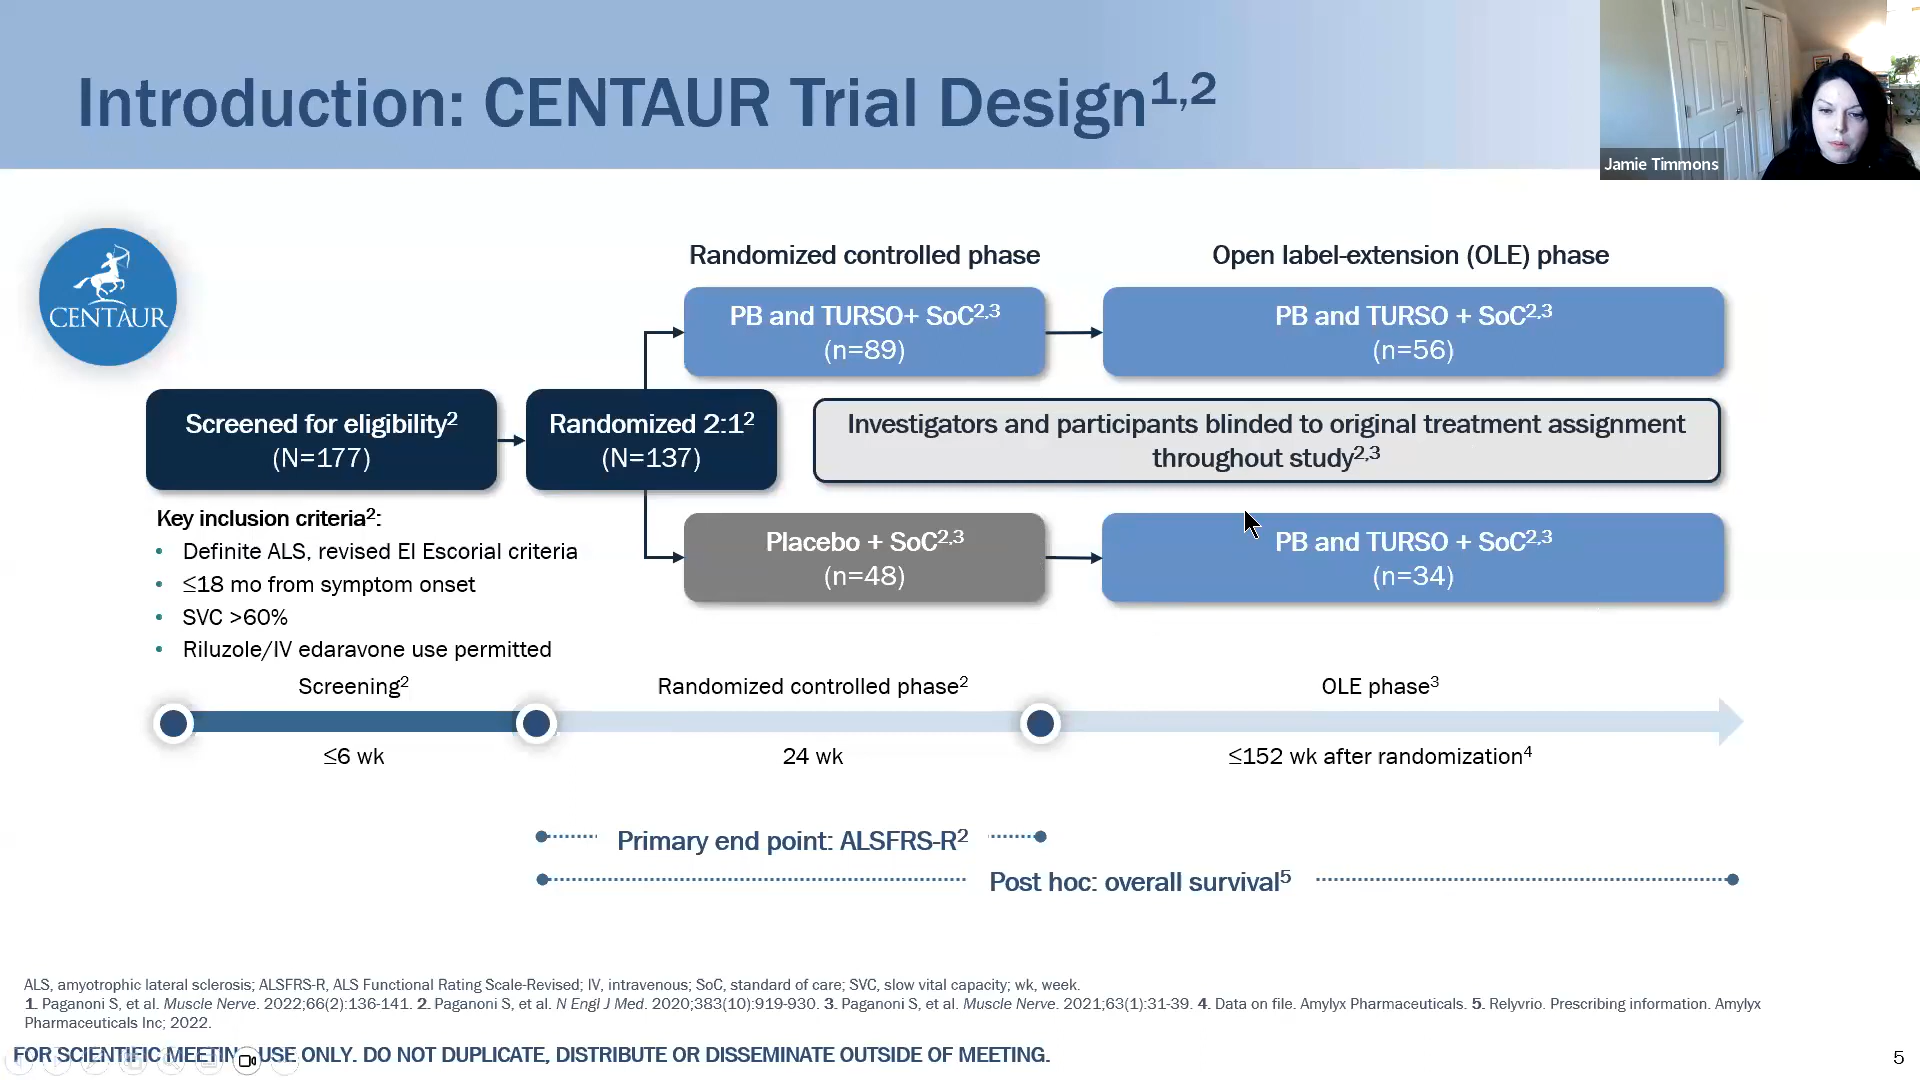 Introduction: CENTAUR Trial Design1,2
Jamie Timmons
CENTAUR
Randomized controlled phase
Open label-extension (OLE) phase
PB and TURSO+ SoC2,3
(n=89)
PB and TURSO + SoC2,3
(n=56)
Screened for eligibility2
(N=177)
Randomized 2:12
(N=137)
Investigators and participants blinded to original treatment assignment
throughout study2,3
Key inclusion criteria2:
• Definite ALS, revised El Escorial criteria
• ≤18 mo from symptom onset
• SVC >60%
• Riluzole/IV edaravone use permitted
Placebo + SoC2,3
(n=48)
PB and TURSO + SoC2,3
(n=34)
Screening2
Randomized controlled phase2
OLE phase3
≤6 wk
24 wk
≤152 wk after randomization4
Primary end point: ALSFRS-R2
Post hoc: overall survival5
ALS, amyotrophic lateral sclerosis; ALSFRS-R, ALS Functional Rating Scale-Revised; IV, intravenous; SoC, standard of care; SVC, slow vital capacity; wk, week.
1. Paganoni S, et al. Muscle Nerve. 2022;66(2):136-141. 2. Paganoni S, et al. N Engl J Med. 2020;383(10):919-930. 3. Paganoni S, et al. Muscle Nerve. 2021;63(1):31-39. 4. Data on file. Amylyx Pharmaceuticals. 5. Relyvrio. Prescribing information. Amylyx
Pharmaceuticals Inc; 2022.
FOR SCIENTIFIC MEETING USE ONLY. DO NOT DUPLICATE, DISTRIBUTE OR DISSEMINATE OUTSIDE OF MEETING.
5